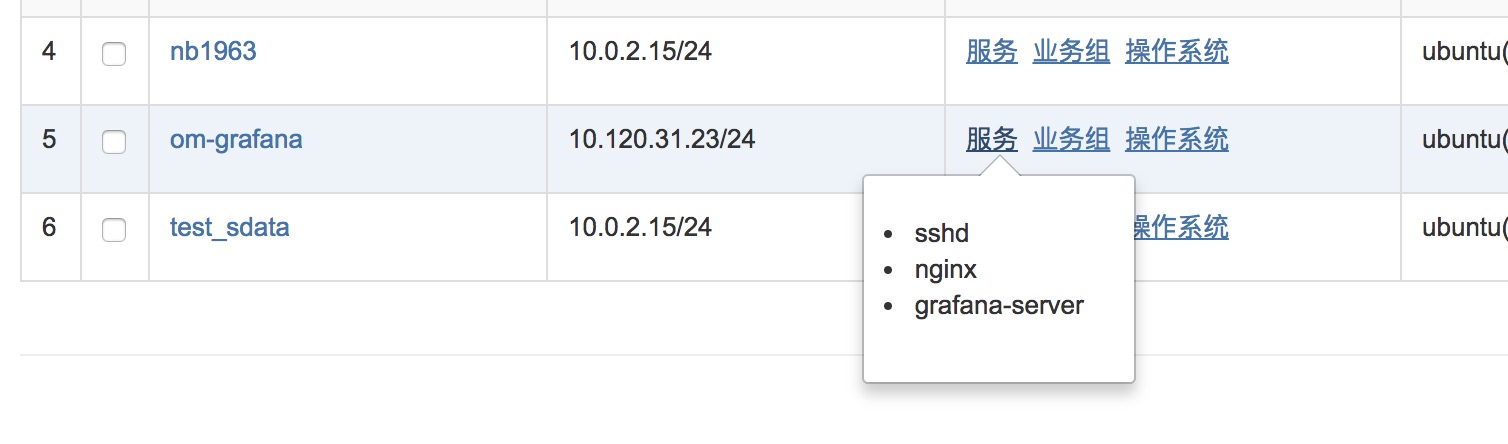 4 nb1963 10.0.2.15/24 服务 业务组 操作系统 ubuntu(
5 om-grafana 10.120.31.23/24 服务 业务组 操作系统 ubuntu(
6 test_sdata 10.0.2.15/24 操作系统 ubuntu(
• sshd
• nginx
• grafana-server